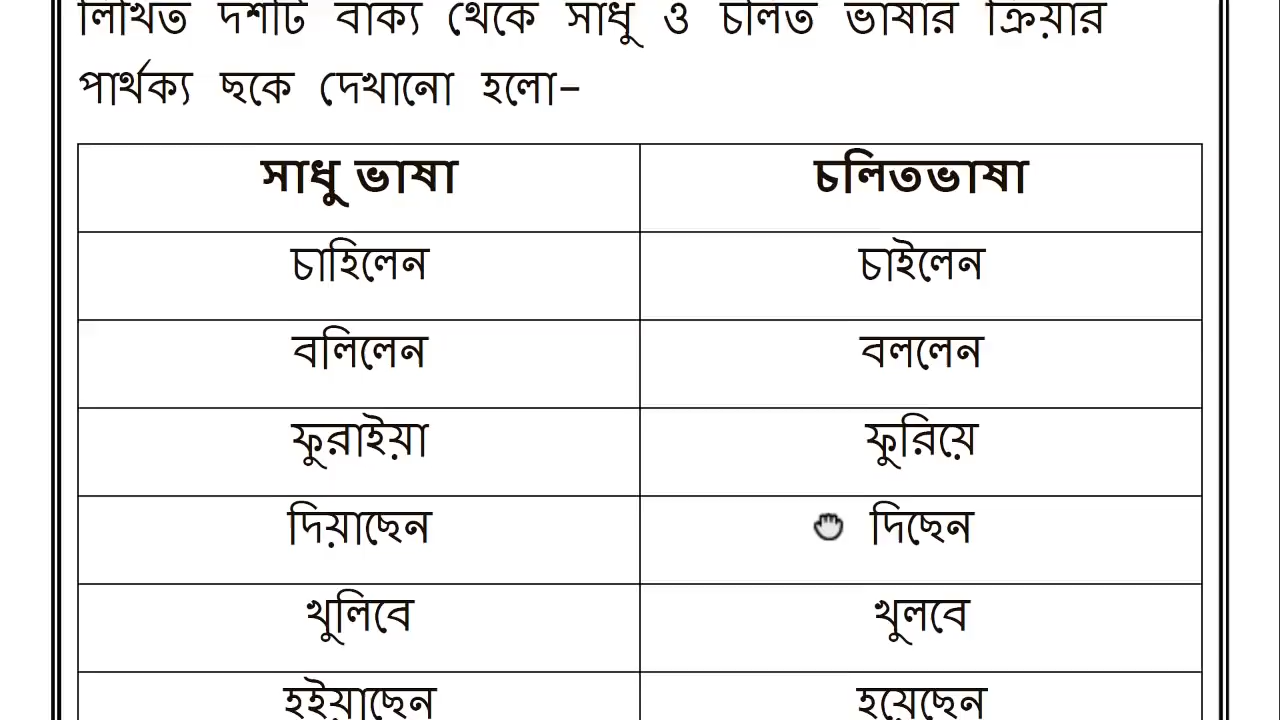 লিখিত দশটি বাক্য থেকে সাধু ও চলিত ভাষার ক্রিয়ার
পার্থক্য ছকে দেখানো হলো–
সাধু ভাষা চলিতভাষা
চাহিলেন চাইলেন
বলিলেন বললেন
ফুরাইয়া ফুরিয়ে
দিয়াছেন দিছেন
খুলিবে খুলবে
হইয়াছেন হয়েছেন